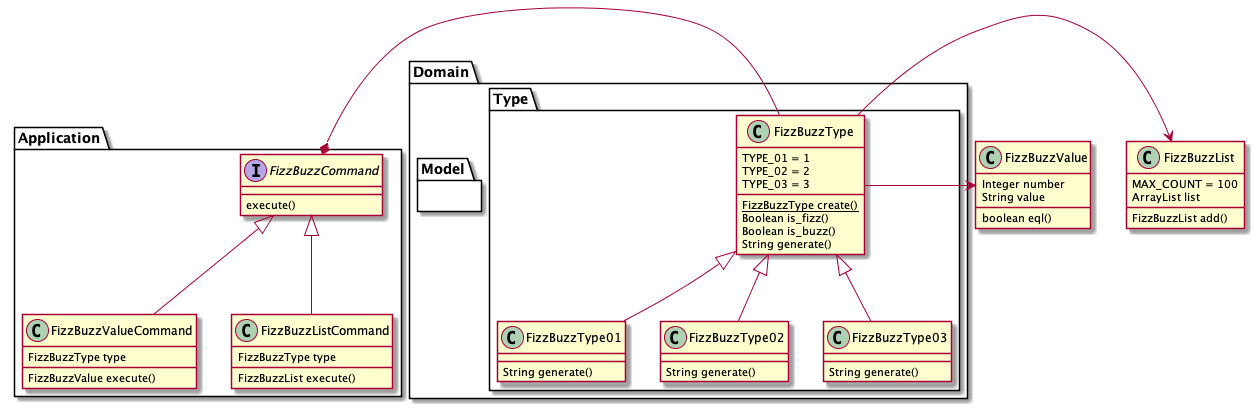 Application
I FizzBuzzCommand
execute()
C FizzBuzzValueCommand
FizzBuzzType type
FizzBuzzValue execute()
C FizzBuzzListCommand
FizzBuzzType type
FizzBuzzList execute()
Domain
Model
Type
C FizzBuzzType
TYPE_01 = 1
TYPE_02 = 2
TYPE_03 = 3
FizzBuzzType create()
Boolean is_fizz()
Boolean is_buzz()
String generate()
C FizzBuzzType01
String generate()
C FizzBuzzType02
String generate()
C FizzBuzzType03
String generate()
C FizzBuzzValue
Integer number
String value
boolean eql()
C FizzBuzzList
MAX_COUNT = 100
ArrayList list
FizzBuzzList add()